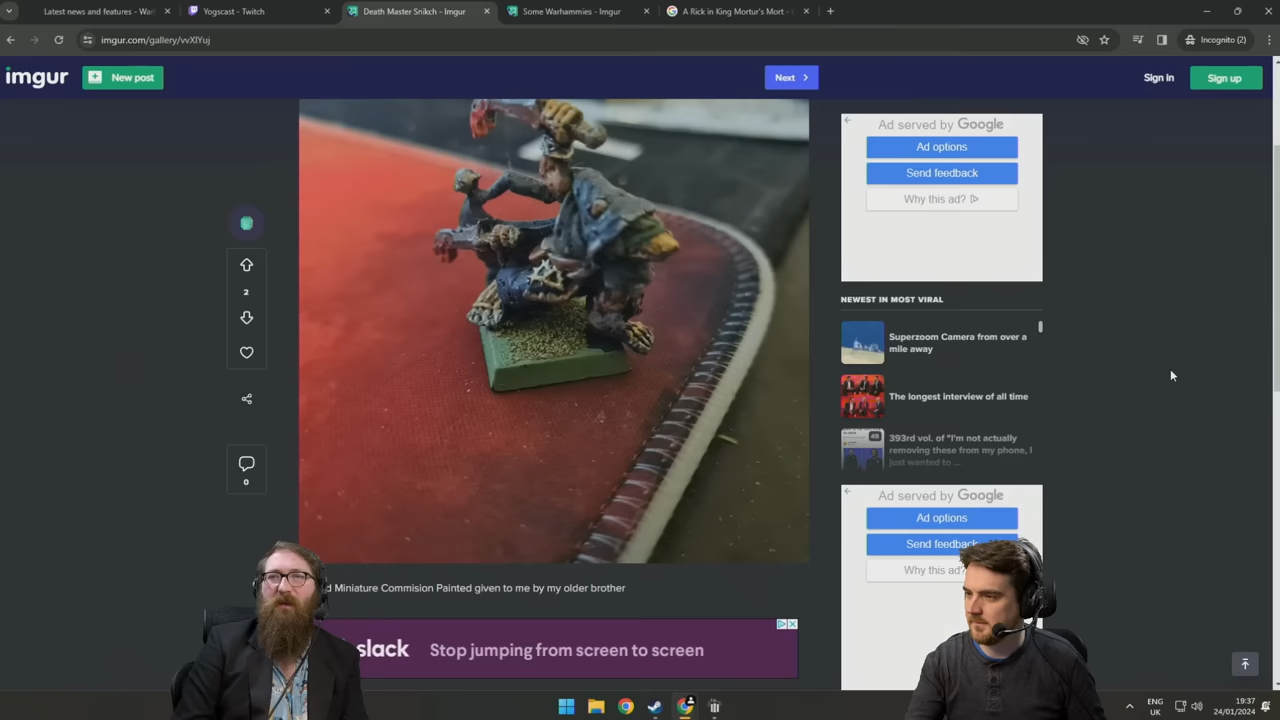 Latest news and features - War
Yogscast - Twitch
Death Master Snikch - Imgur
Some Warhammies - Imgur
A Rick in King Mortur's Mort -
imgur.com/gallery/vvXlYuj
Incognito (2)
imgur
New post
Next
Sign in
Sign up
2
0
Ad served by Google
Ad options
Send feedback
Why this ad?
NEWEST IN MOST VIRAL
Superzoom Camera from over a
mile away
The longest interview of all time
49
393rd vol. of "I'm not actually
removing these from my phone, I
just wanted to ...
Ad served by Google
Ad options
Send feedback
Why this ad
d Miniature Commision Painted given to me by my older brother
slack
Stop jumping from screen to screen
ENG
UK
19:37
24/01/2024